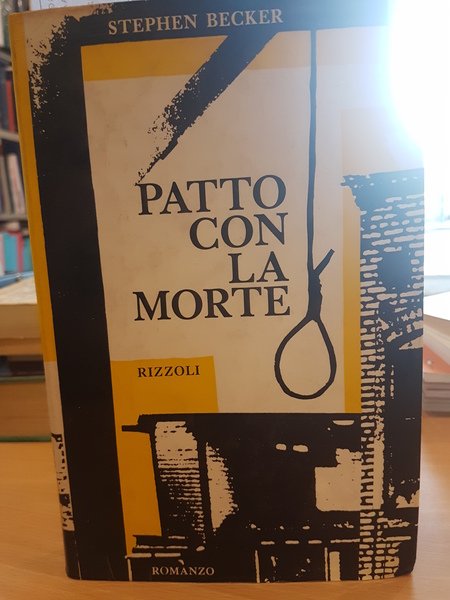 STEPHEN BECKER
PATTO
CON
LA
MORTE
RIZZOLI
ROMANZO